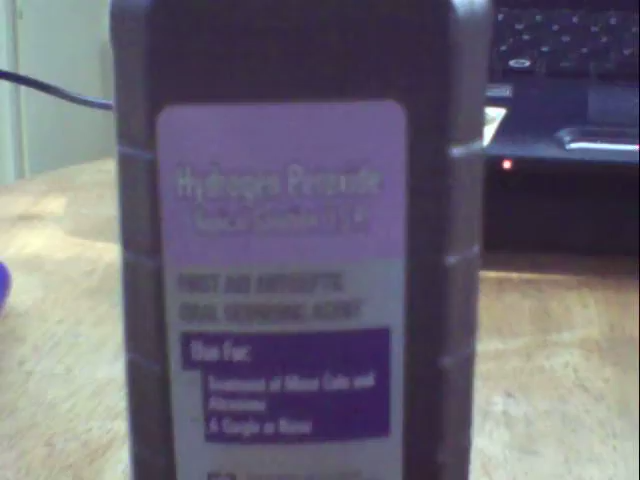 Hydrogen Peroxide
Topical Solution U.S.P.
FIRST AID ANTISEPTIC
ORAL DEBRIDING AGENT
Use For:
Treatment of Minor Cuts and
Abrasions
A Gargle or Rinse